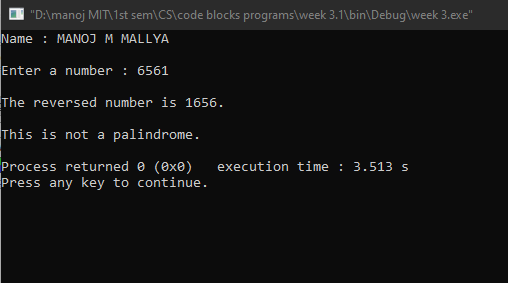 "D:\manoj MIT\1st sem\CS\code blocks programs\week 3.1\bin\Debug\week 3.exe"
Name : MANOJ M MALLYA
Enter a number : 6561
The reversed number is 1656.
This is not a palindrome.
Process returned 0 (0x0)   execution time : 3.513 s
Press any key to continue.